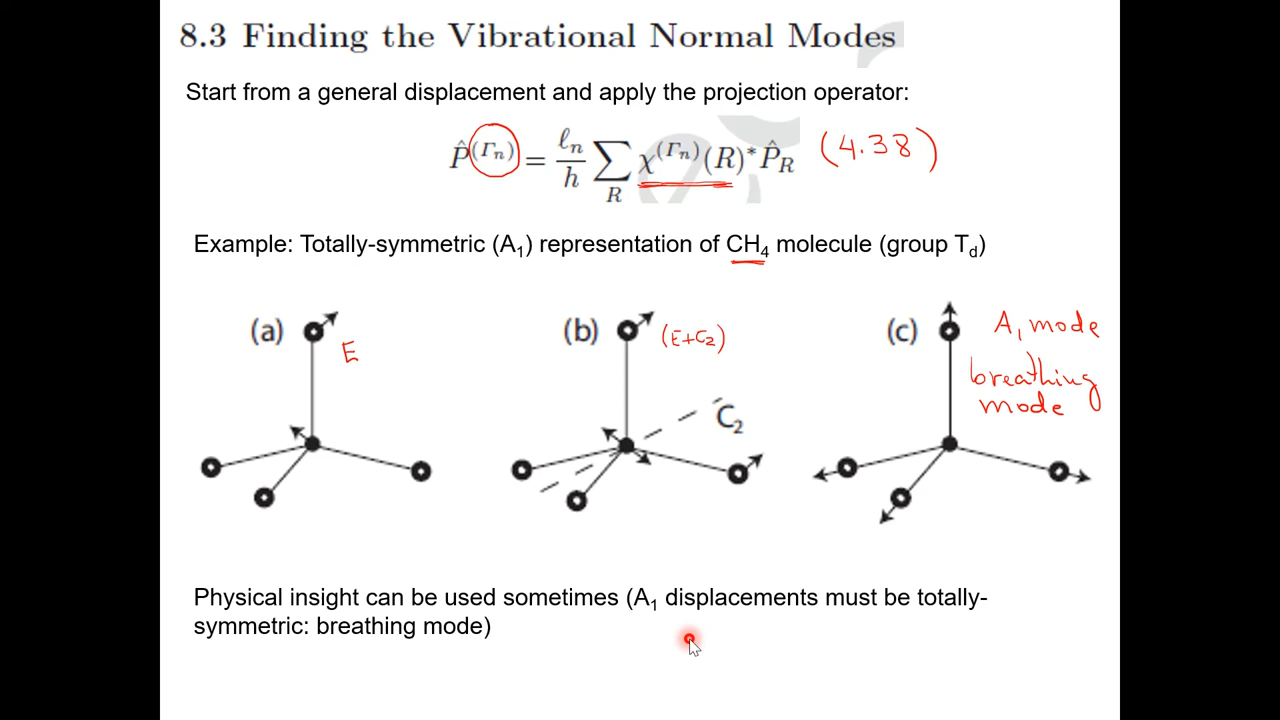 8.3 Finding the Vibrational Normal Modes
Start from a general displacement and apply the projection operator:
P̂^(Γₙ) = ℓₙ/h ∑_R χ^(Γₙ)(R)* P̂_R (4.38)
Example: Totally-symmetric (A₁) representation of CH₄ molecule (group T_d)
(a)
E
(b)
(E+C₂)
C₂
(c)
A₁ mode
breathing
mode
Physical insight can be used sometimes (A₁ displacements must be totally-
symmetric: breathing mode)